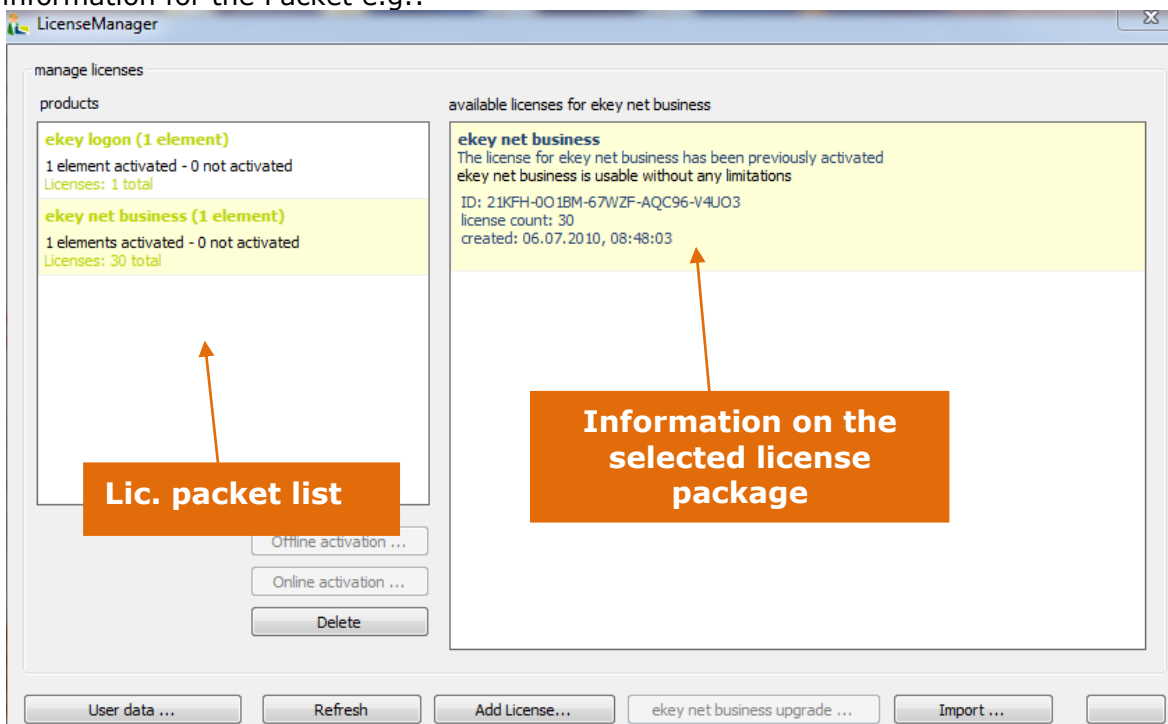 information for the Packet e.g.:
LicenseManager
manage licenses
products
ekey logon (1 element)
1 element activated - 0 not activated
Licenses: 1 total
ekey net business (1 element)
1 elements activated - 0 not activated
Licenses: 30 total
Lic. packet list
Offline activation ...
Online activation ...
Delete
available licenses for ekey net business
ekey net business
The license for ekey net business has been previously activated
ekey net business is usable without any limitations
ID: 21KFH-0O1BM-67WZF-AQC96-V4UO3
license count: 30
created: 06.07.2010, 08:48:03
Information on the
selected license
package
User data ...
Refresh
Add License...
ekey net business upgrade ...
Import ...